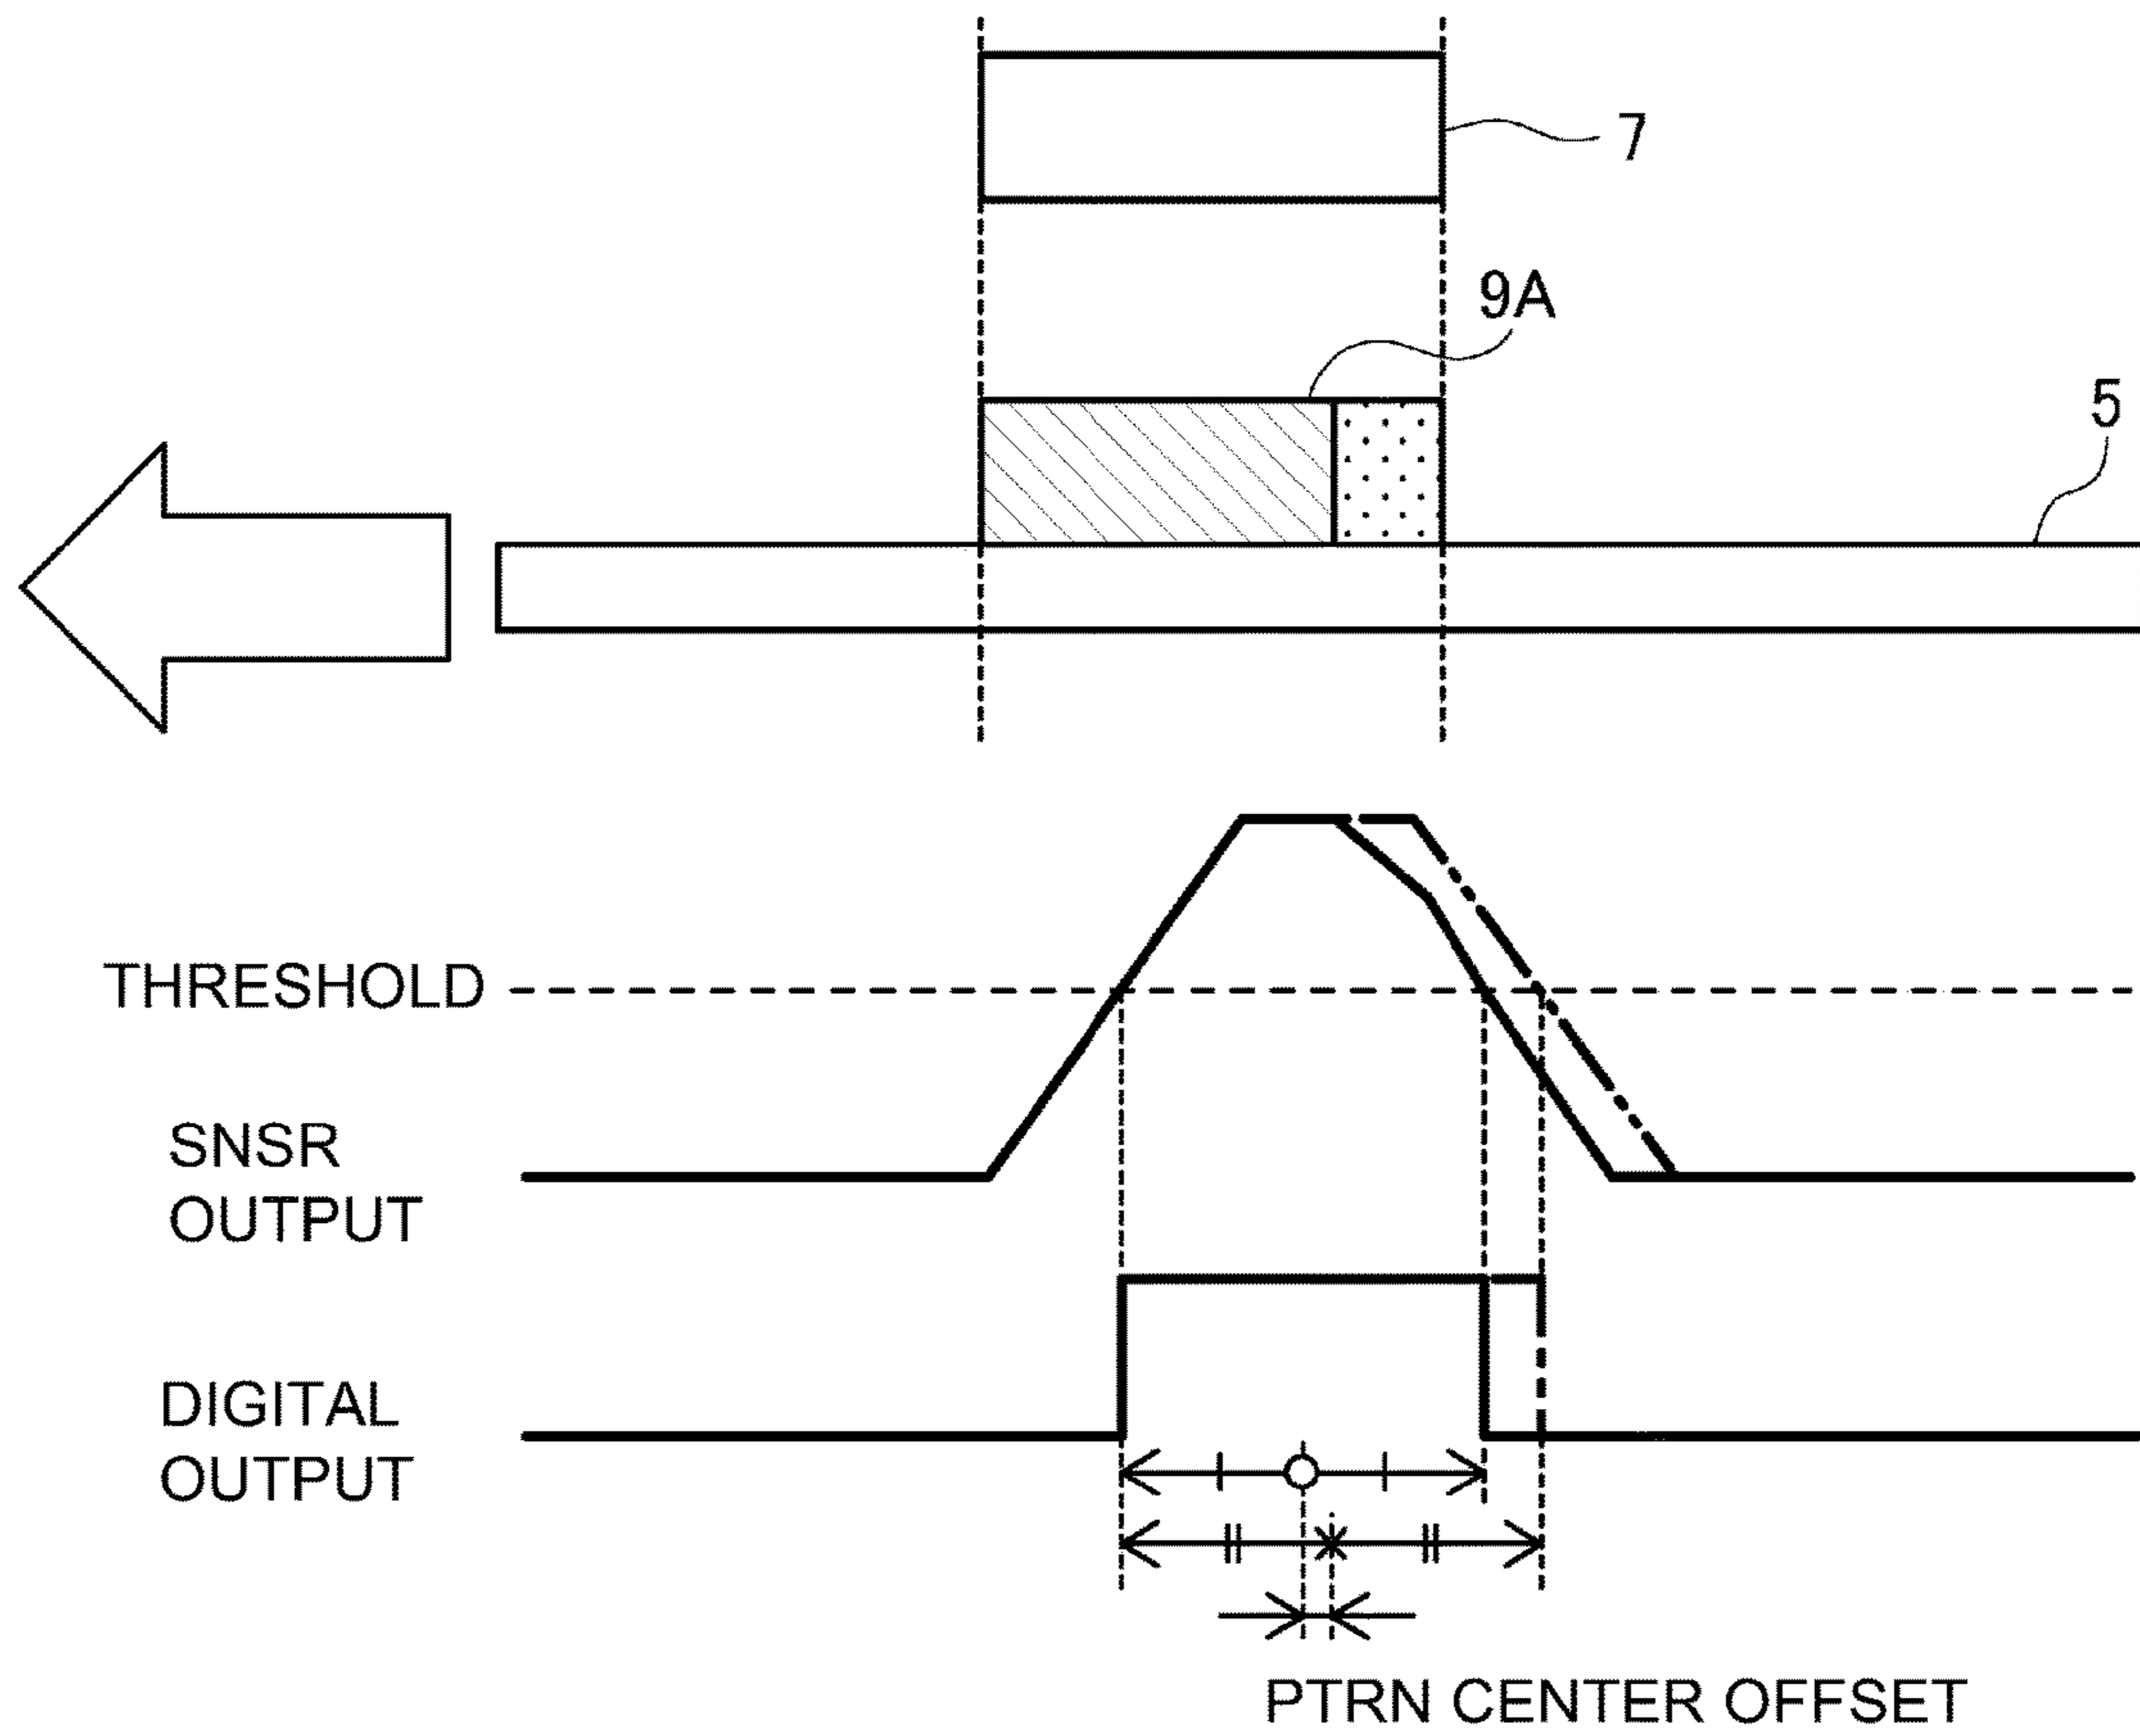 7
9A
5
THRESHOLD
SNSR
OUTPUT
DIGITAL
OUTPUT
PTRN CENTER OFFSET